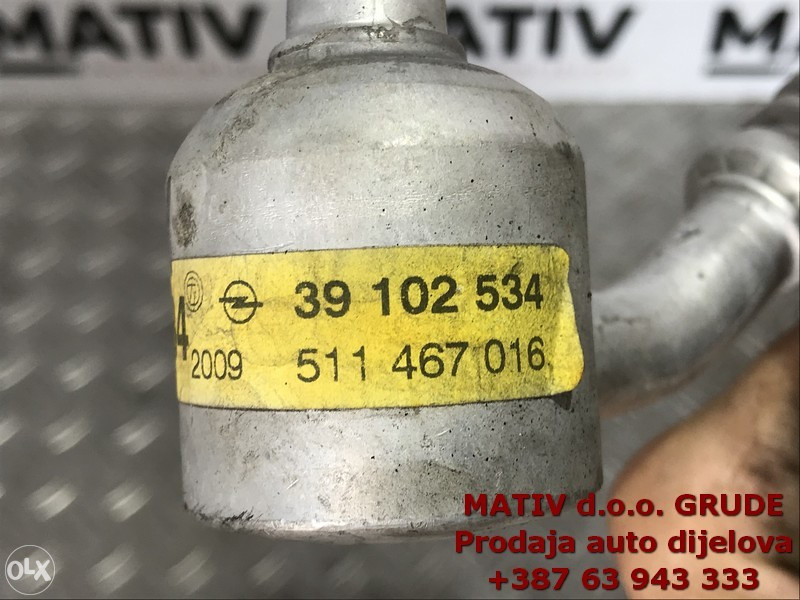 MATIV
MATIV
39 102 534
4
2009 511 467 016
MATIV d.o.o. GRUDE
Prodaja auto dijelova
+387 63 943 333
OLX